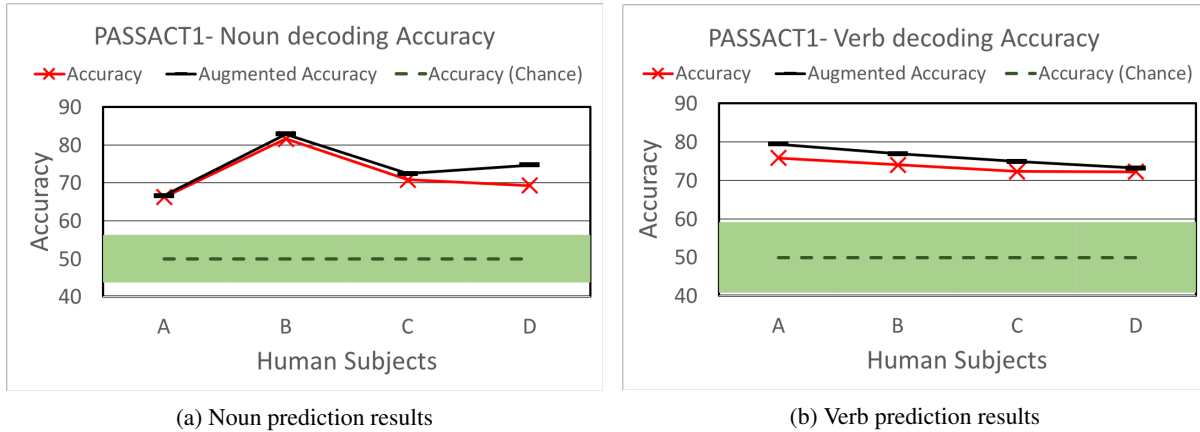 PASSACT1- Noun decoding Accuracy
Accuracy Augmented Accuracy Accuracy (Chance)
90
80
70
60
50
40
Accuracy
A B C D
Human Subjects
(a) Noun prediction results
PASSACT1- Verb decoding Accuracy
Accuracy Augmented Accuracy Accuracy (Chance)
90
80
70
60
50
40
Accuracy
A B C D
Human Subjects
(b) Verb prediction results